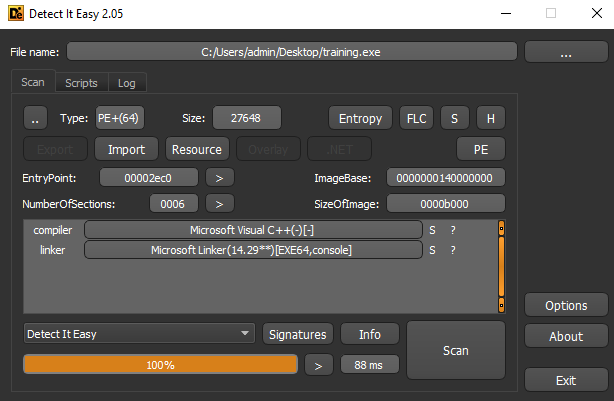 Detect It Easy 2.05
File name: C:/Users/admin/Desktop/training.exe ...
Scan Scripts Log
.. Type: PE+(64) Size: 27648 Entropy FLC S H
Export Import Resource Overlay .NET PE
EntryPoint: 00002ec0 > ImageBase: 0000000140000000
NumberOfSections: 0006 > SizeOfImage: 0000b000
compiler Microsoft Visual C++(-)[-] S ?
linker Microsoft Linker(14.29**)[EXE64,console] S ?
Options
Detect It Easy Signatures Info Scan About
100% > 88 ms
Exit